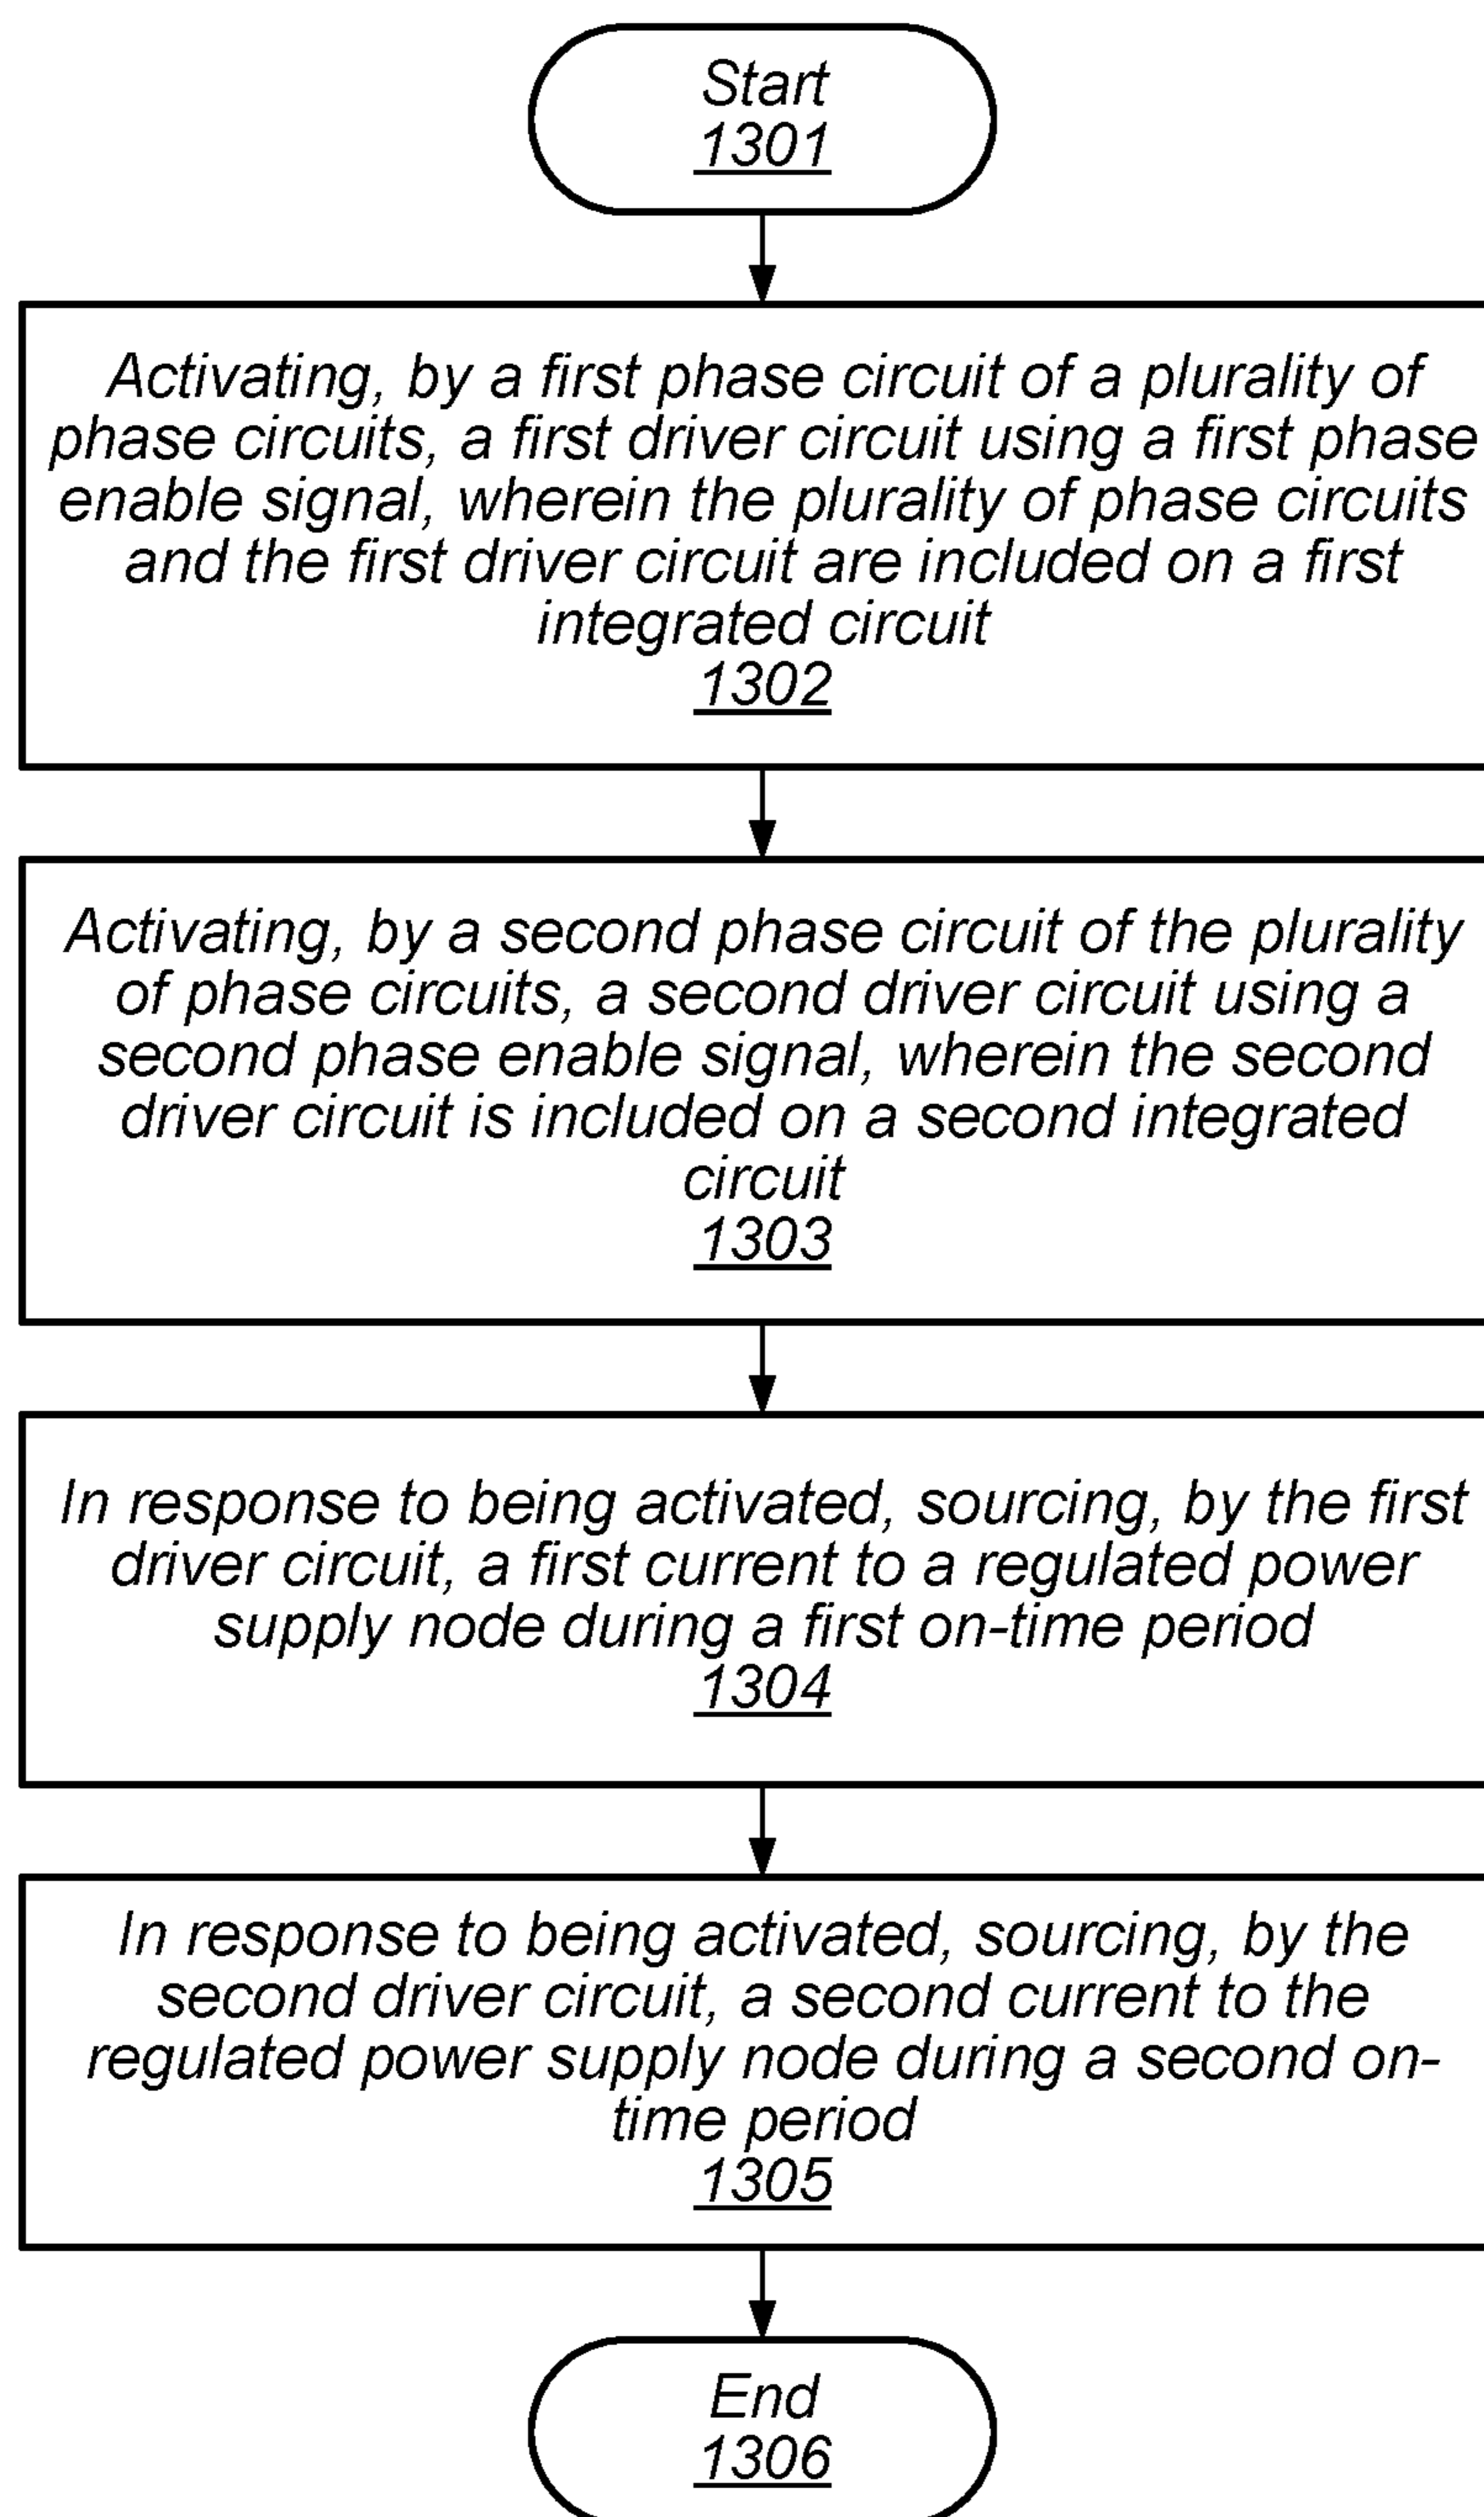 Start
1301
Activating, by a first phase circuit of a plurality of
phase circuits, a first driver circuit using a first phase
enable signal, wherein the plurality of phase circuits
and the first driver circuit are included on a first
integrated circuit
1302
Activating, by a second phase circuit of the plurality
of phase circuits, a second driver circuit using a
second phase enable signal, wherein the second
driver circuit is included on a second integrated
circuit
1303
In response to being activated, sourcing, by the first
driver circuit, a first current to a regulated power
supply node during a first on-time period
1304
In response to being activated, sourcing, by the
second driver circuit, a second current to the
regulated power supply node during a second on-
time period
1305
End
1306